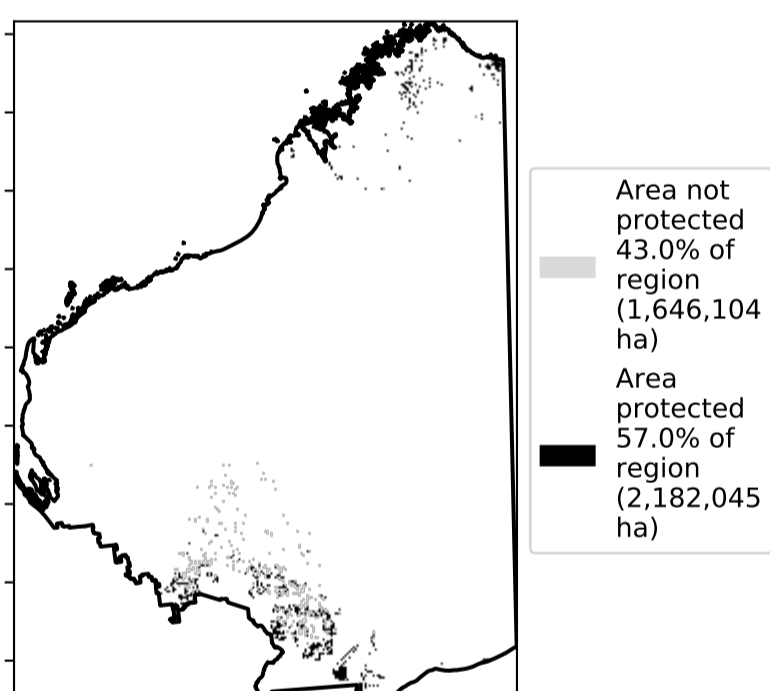 Area not
protected
43.0% of
region
(1,646,104
ha)
Area
protected
57.0% of
region
(2,182,045
ha)